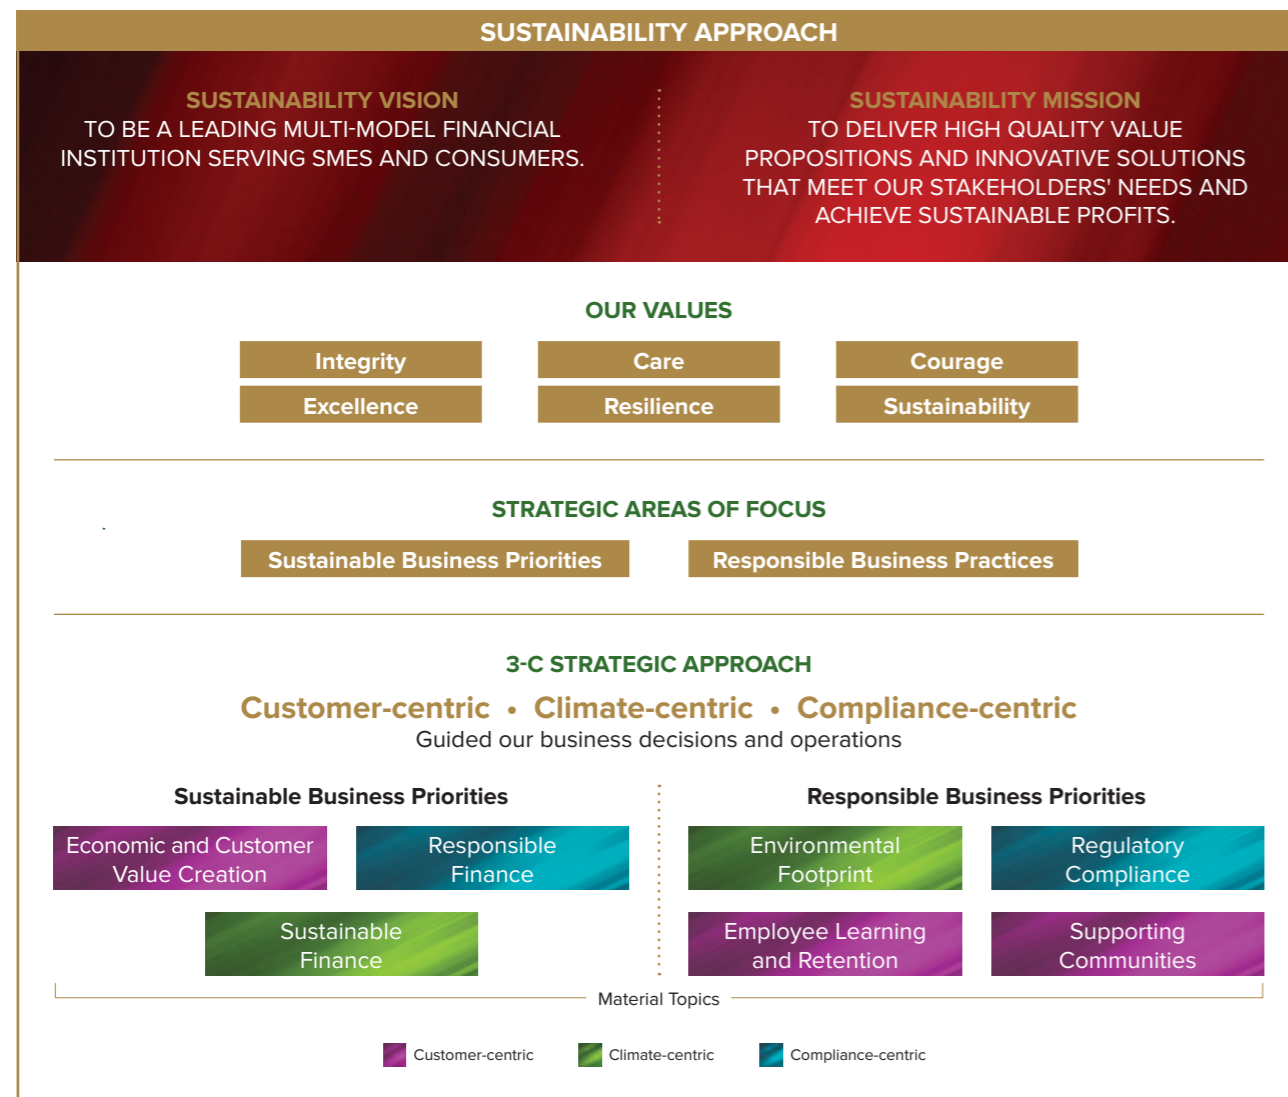 SUSTAINABILITY APPROACH
SUSTAINABILITY VISION
TO BE A LEADING MULTI-MODEL FINANCIAL
INSTITUTION SERVING SMES AND CONSUMERS.
SUSTAINABILITY MISSION
TO DELIVER HIGH QUALITY VALUE
PROPOSITIONS AND INNOVATIVE SOLUTIONS
THAT MEET OUR STAKEHOLDERS' NEEDS AND
ACHIEVE SUSTAINABLE PROFITS.
OUR VALUES
Integrity
Care
Courage
Excellence
Resilience
Sustainability
STRATEGIC AREAS OF FOCUS
Sustainable Business Priorities
Responsible Business Practices
3-C STRATEGIC APPROACH
Customer-centric • Climate-centric • Compliance-centric
Guided our business decisions and operations
Sustainable Business Priorities
Economic and Customer
Value Creation
Responsible
Finance
Sustainable
Finance
Responsible Business Priorities
Environmental
Footprint
Regulatory
Compliance
Employee Learning
and Retention
Supporting
Communities
Material Topics
Customer-centric
Climate-centric
Compliance-centric